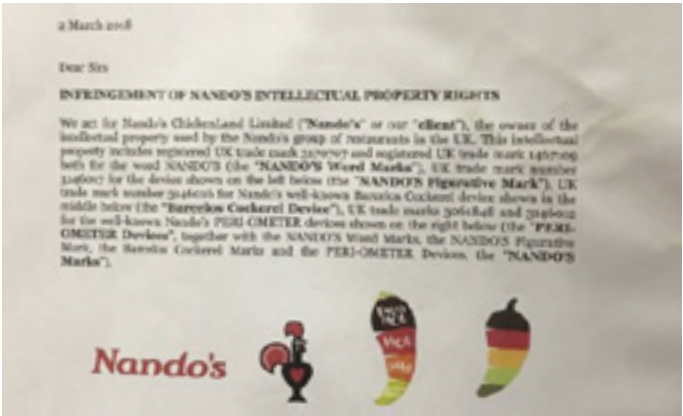 2 March 2018
Dear Sirs
INFRINGEMENT OF NANDO'S INTELLECTUAL PROPERTY RIGHTS
We act for Nando's Chickenland Limited ("Nando's" or our "client"), the owner of the
intellectual property used by the Nando's group of restaurants in the UK. This intellectual
property includes registered UK trade mark and registered UK trade mark
both for the word NANDO'S (the "NANDO'S Word Marks"), UK trade mark number
for the device shown on the left below (the "NANDO'S Figurative Mark"), UK
trade mark number for Nando's well-known Barcelos Cockerel device shown in the
middle below (the "Barcelos Cockerel Device"), UK trade marks and
for the well-known Nando's PERI-OMETER devices shown on the right below (the "PERI-
OMETER Devices", together with the NANDO'S Word Marks, the NANDO'S Figurative
Mark, the Barcelos Cockerel Marks and the PERI-OMETER Devices, the "NANDO'S
Marks").
Nando's
HOT